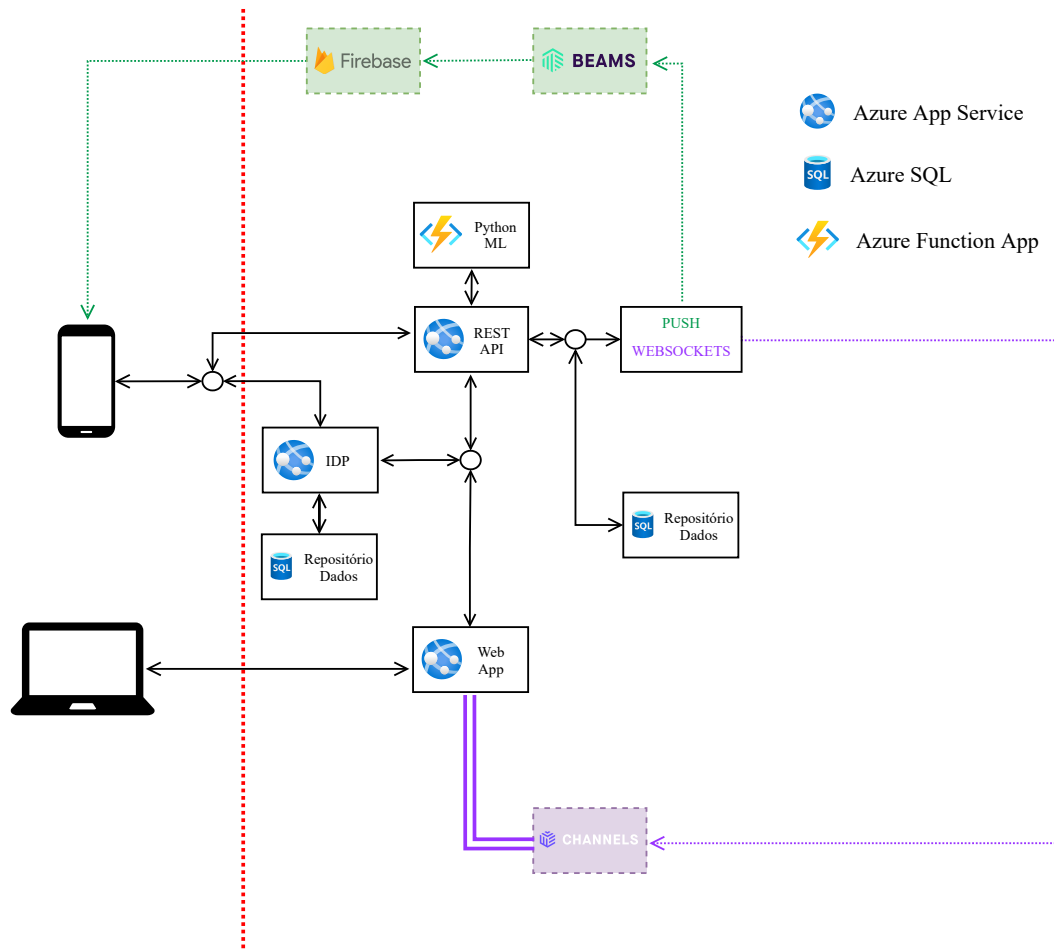 Firebase
BEAMS
Azure App Service
SQL
Azure SQL
Python
ML
Azure Function App
REST
API
PUSH
WEBSOCKETS
IDP
SQL
Repositório
Dados
SQL
Repositório
Dados
Web
App
CHANNELS